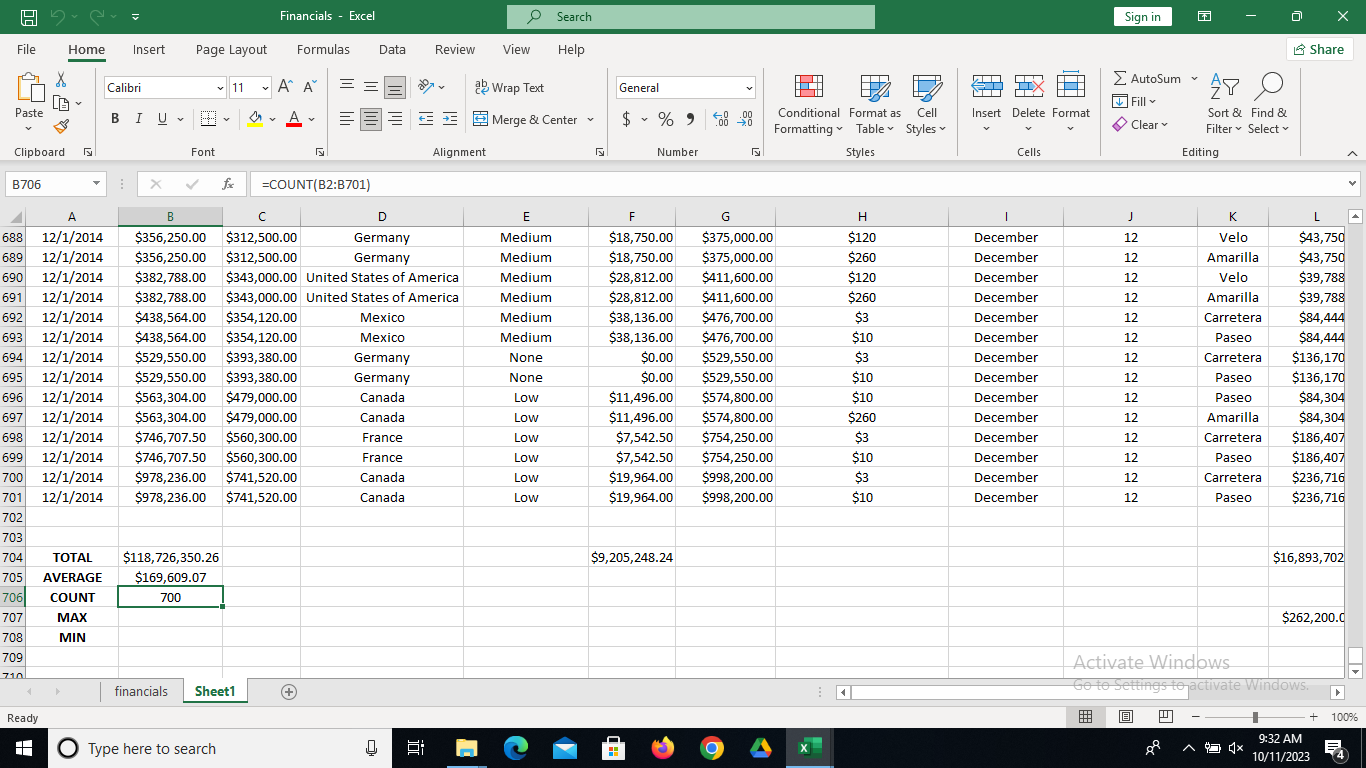 Financials - Excel
Search
Sign in
File Home Insert Page Layout Formulas Data Review View Help
Share
Paste
Calibri 11 A A
B I U A
Wrap Text
Merge & Center
General
$ % 9 .00 .00
Conditional Formatting
Format as Table
Cell Styles
Insert Delete Format
AutoSum
Fill
Clear
Sort & Filter
Find & Select
Clipboard Font Alignment Number Styles Cells Editing
B706 fx =COUNT(B2:B701)
A B C D E F G H I J K L
688 12/1/2014 $356,250.00 $312,500.00 Germany Medium $18,750.00 $375,000.00 $120 December 12 Velo $43,750
689 12/1/2014 $356,250.00 $312,500.00 Germany Medium $18,750.00 $375,000.00 $260 December 12 Amarilla $43,750
690 12/1/2014 $382,788.00 $343,000.00 United States of America Medium $28,812.00 $411,600.00 $120 December 12 Velo $39,788
691 12/1/2014 $382,788.00 $343,000.00 United States of America Medium $28,812.00 $411,600.00 $260 December 12 Amarilla $39,788
692 12/1/2014 $438,564.00 $354,120.00 Mexico Medium $38,136.00 $476,700.00 $3 December 12 Carretera $84,444
693 12/1/2014 $438,564.00 $354,120.00 Mexico Medium $38,136.00 $476,700.00 $10 December 12 Paseo $84,444
694 12/1/2014 $529,550.00 $393,380.00 Germany None $0.00 $529,550.00 $3 December 12 Carretera $136,170
695 12/1/2014 $529,550.00 $393,380.00 Germany None $0.00 $529,550.00 $10 December 12 Paseo $136,170
696 12/1/2014 $563,304.00 $479,000.00 Canada Low $11,496.00 $574,800.00 $10 December 12 Paseo $84,304
697 12/1/2014 $563,304.00 $479,000.00 Canada Low $11,496.00 $574,800.00 $260 December 12 Amarilla $84,304
698 12/1/2014 $746,707.50 $560,300.00 France Low $7,542.50 $754,250.00 $3 December 12 Carretera $186,407
699 12/1/2014 $746,707.50 $560,300.00 France Low $7,542.50 $754,250.00 $10 December 12 Paseo $186,407
700 12/1/2014 $978,236.00 $741,520.00 Canada Low $19,964.00 $998,200.00 $3 December 12 Carretera $236,716
701 12/1/2014 $978,236.00 $741,520.00 Canada Low $19,964.00 $998,200.00 $10 December 12 Paseo $236,716
702
703
704 TOTAL $118,726,350.26 $9,205,248.24 $16,893,702
705 AVERAGE $169,609.07
706 COUNT 700
707 MAX $262,200.0
708 MIN
709
710
Activate Windows
Go to Settings to activate Windows.
financials Sheet1
Ready 100%
Type here to search
9:32 AM
10/11/2023
4